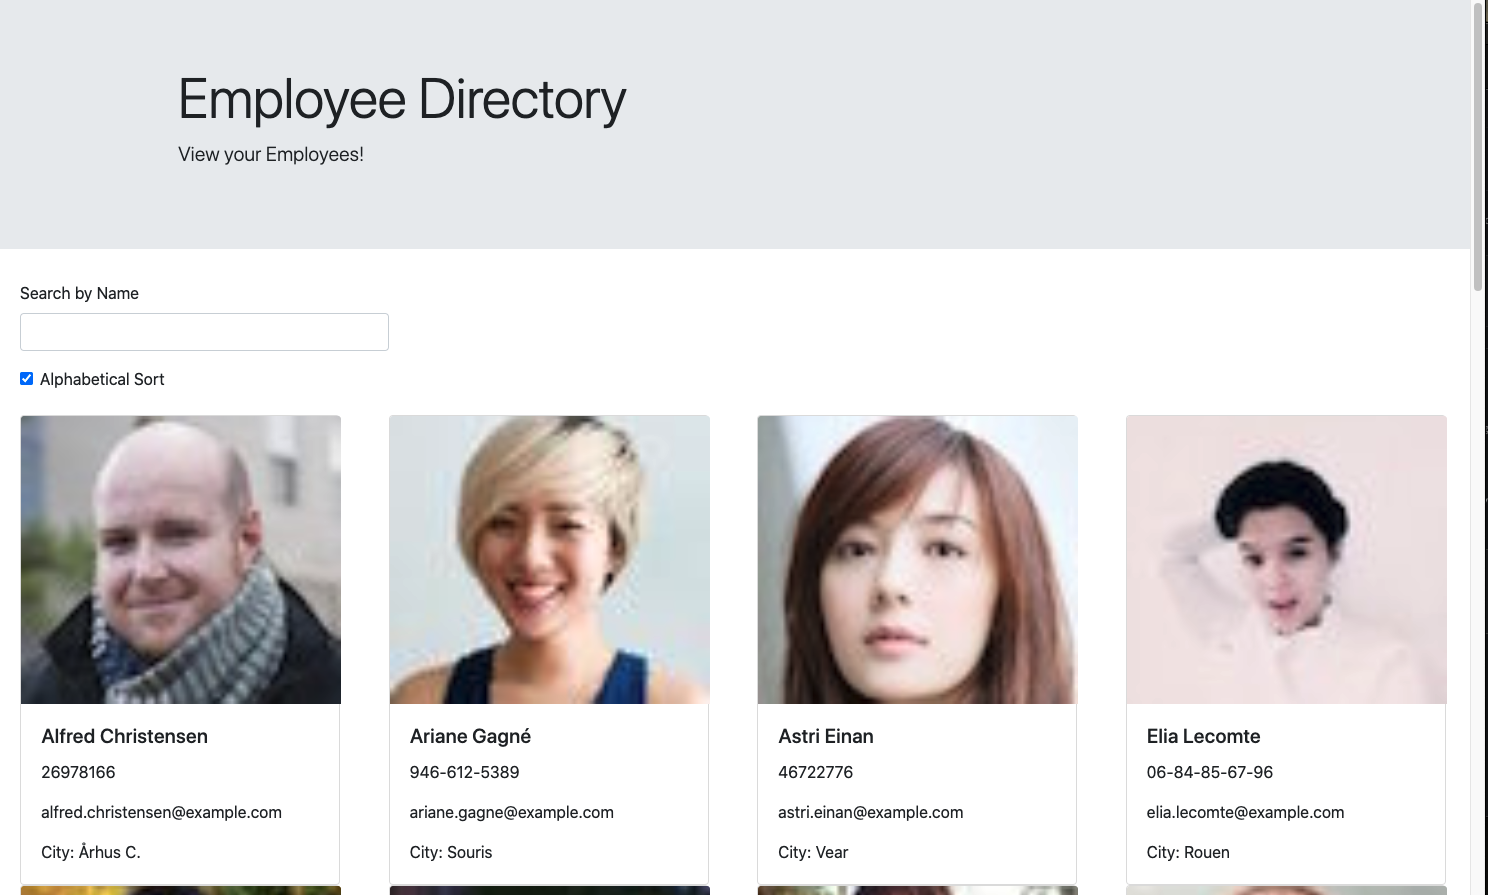 Employee Directory
View your Employees!
Search by Name
Alphabetical Sort
Alfred Christensen
26978166
alfred.christensen@example.com
City: Århus C.
Ariane Gagné
946-612-5389
ariane.gagne@example.com
City: Souris
Astri Einan
46722776
astri.einan@example.com
City: Vear
Elia Lecomte
06-84-85-67-96
elia.lecomte@example.com
City: Rouen